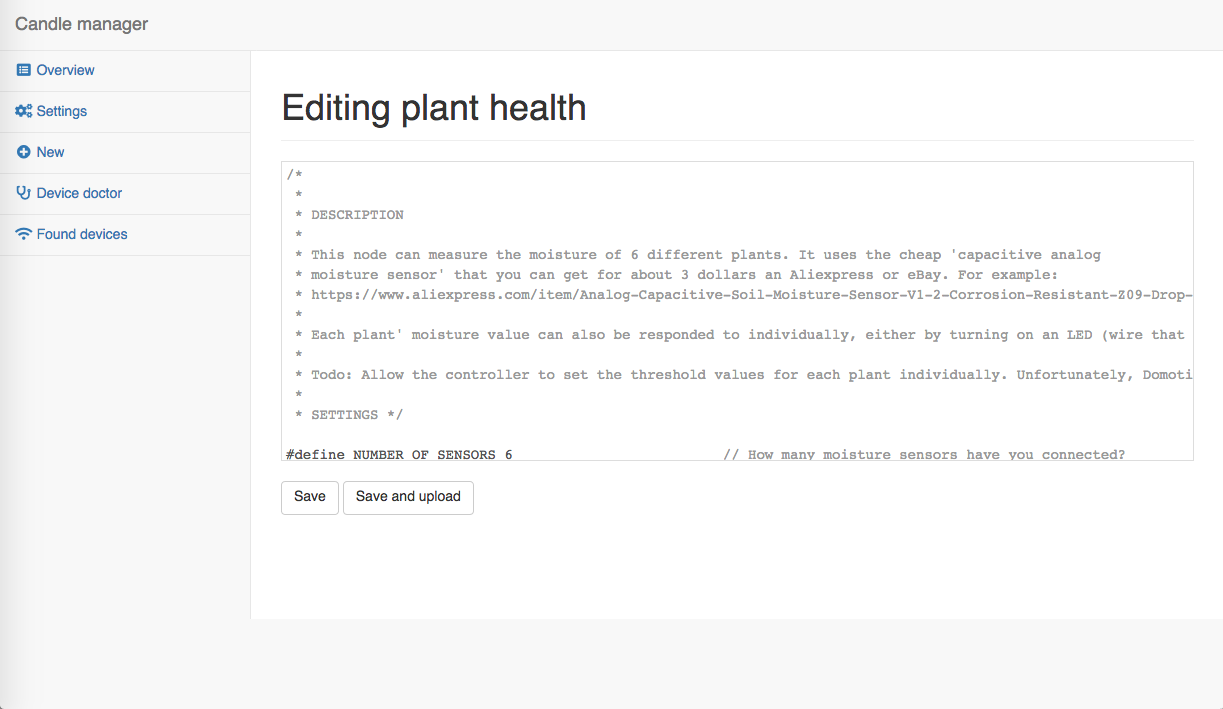 Candle manager
Overview
Settings
New
Device doctor
Found devices
Editing plant health
/*
*
* DESCRIPTION
*
* This node can measure the moisture of 6 different plants. It uses the cheap 'capacitive analog
* moisture sensor' that you can get for about 3 dollars an Aliexpress or eBay. For example:
* https://www.aliexpress.com/item/Analog-Capacitive-Soil-Moisture-Sensor-V1-2-Corrosion-Resistant-Z09-Drop-
*
* Each plant' moisture value can also be responded to individually, either by turning on an LED (wire that
*
* Todo: Allow the controller to set the threshold values for each plant individually. Unfortunately, Domoti
*
* SETTINGS */
#define NUMBER_OF_SENSORS 6 // How many moisture sensors have you connected?
Save
Save and upload